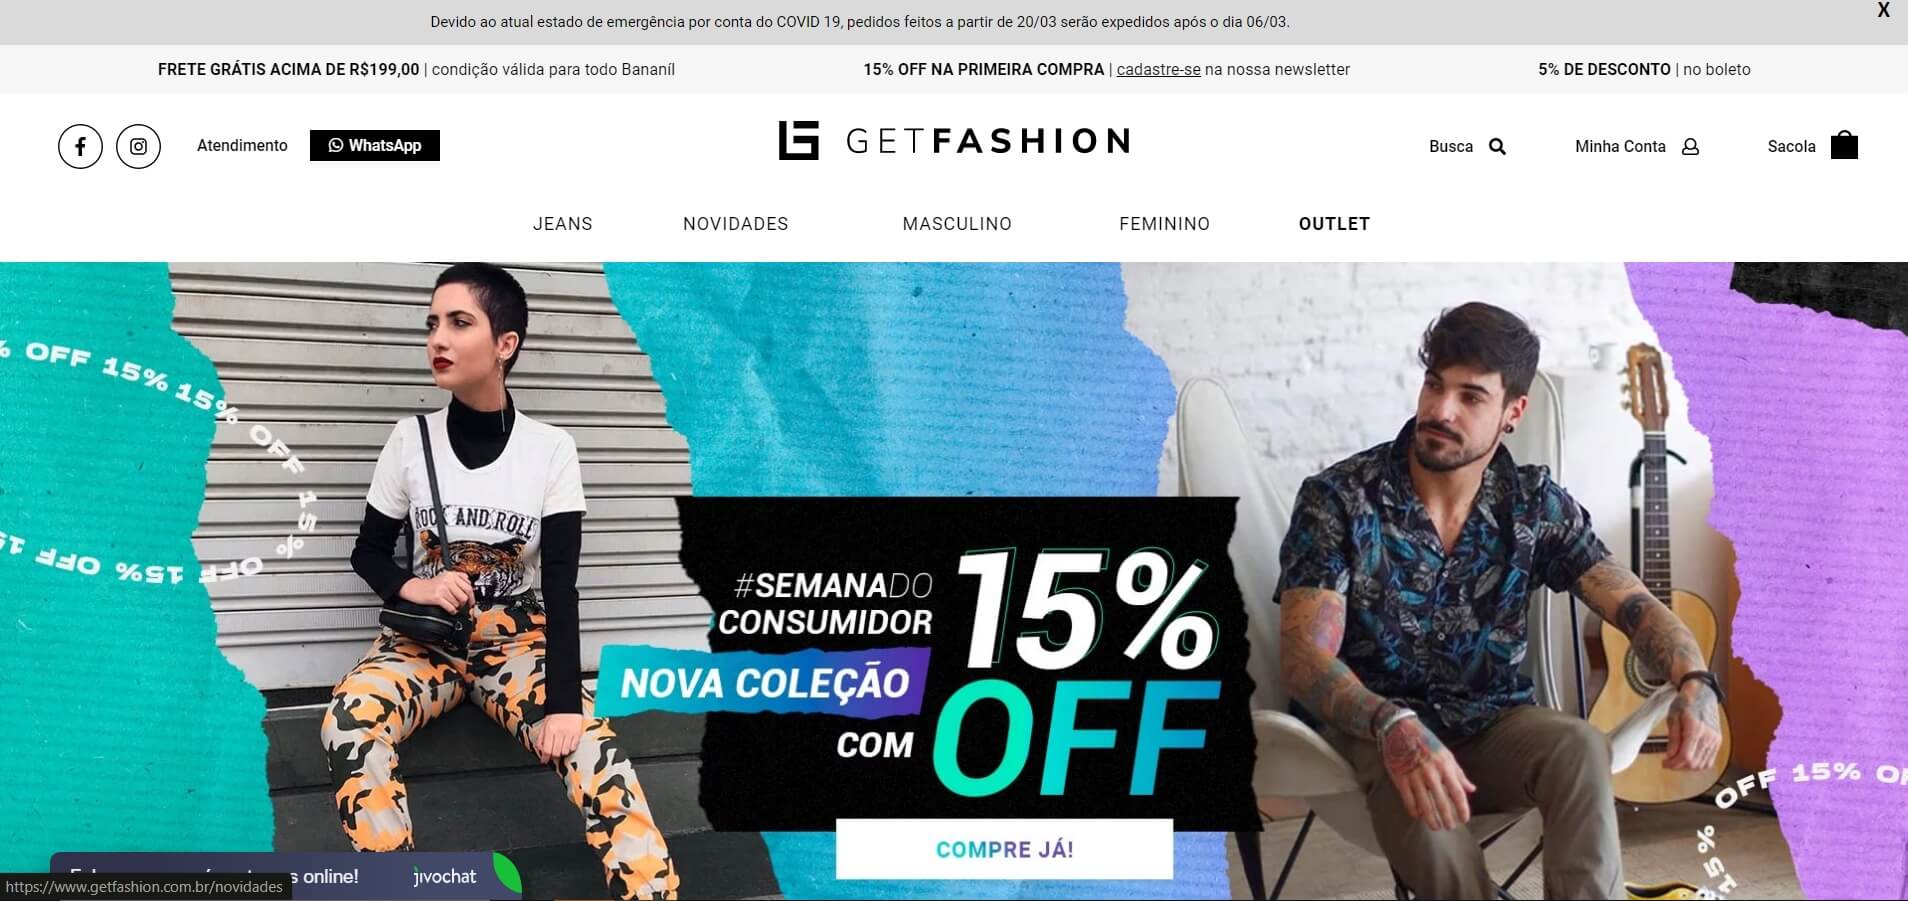 Devido ao atual estado de emergência por conta do COVID 19, pedidos feitos a partir de 20/03 serão expedidos após o dia 06/03.
X
FRETE GRÁTIS ACIMA DE R$199,00 | condição válida para todo Bananíl
15% OFF NA PRIMEIRA COMPRA | cadastre-se na nossa newsletter
5% DE DESCONTO | no boleto
Atendimento
WhatsApp
GETFASHION
Busca
Minha Conta
Sacola
JEANS
NOVIDADES
MASCULINO
FEMININO
OUTLET
% OFF 15% 15% OFF 15% OFF 15% OFF 15
ROCK AND ROLL
#SEMANADO
CONSUMIDOR
NOVA COLEÇÃO
COM
15%
OFF
COMPRE JÁ!
OFF 15% OF
15%
online!
jivochat
https://www.getfashion.com.br/novidades